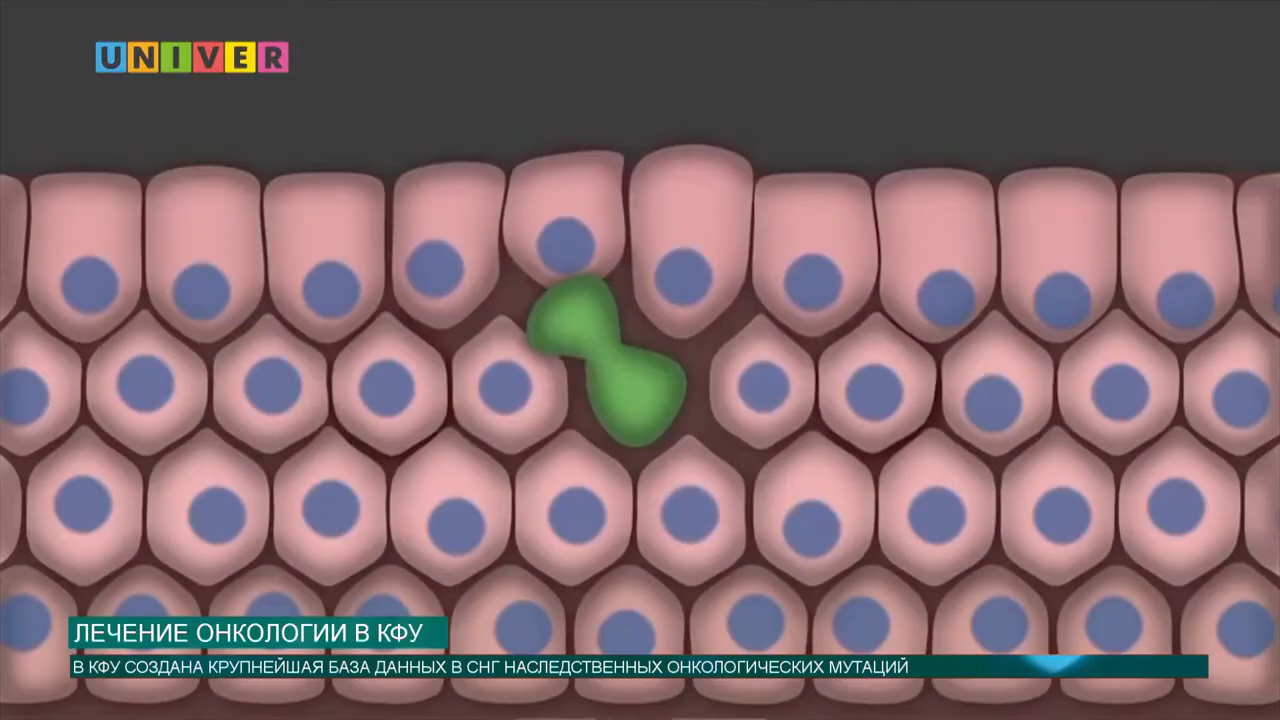 UNIVER
ЛЕЧЕНИЕ ОНКОЛОГИИ В КФУ
В КФУ СОЗДАНА КРУПНЕЙШАЯ БАЗА ДАННЫХ В СНГ НАСЛЕДСТВЕННЫХ ОНКОЛОГИЧЕСКИХ МУТАЦИЙ